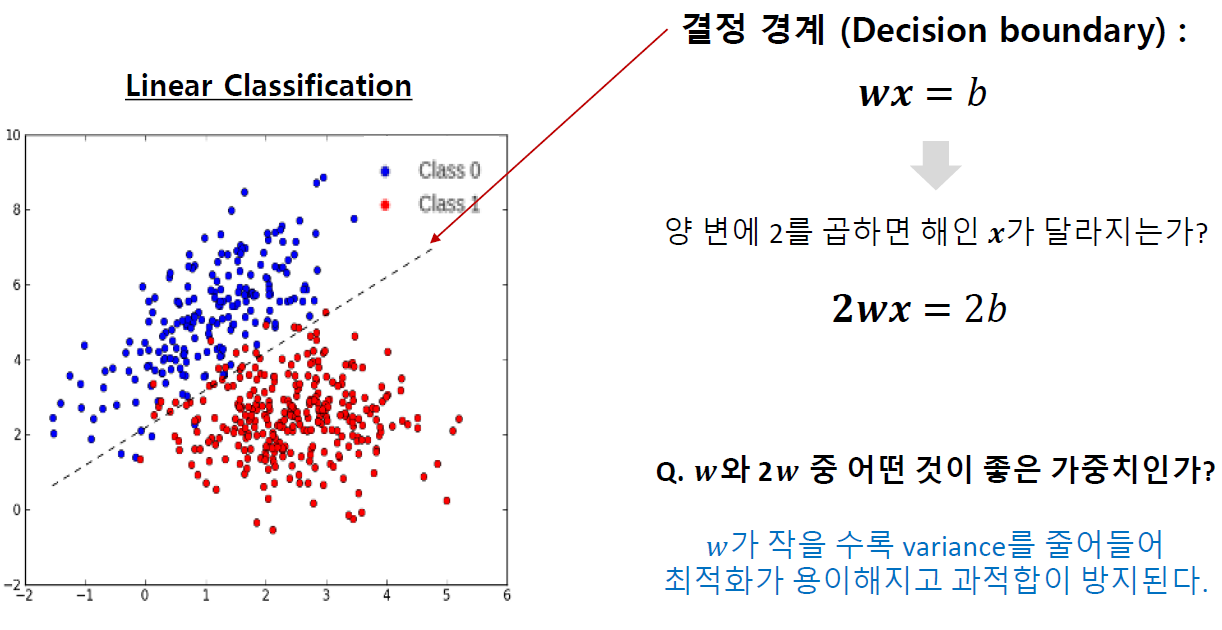 결정 경계 (Decision boundary) :
Linear Classification
wx = b
10
8
6
4
2
0
−2
−2 −1 0 1 2 3 4 5 6
Class 0
Class 1
양 변에 2를 곱하면 해인 x가 달라지는가?
2wx = 2b
Q. w와 2w 중 어떤 것이 좋은 가중치인가?
w가 작을 수록 variance를 줄어들어
최적화가 용이해지고 과적합이 방지된다.